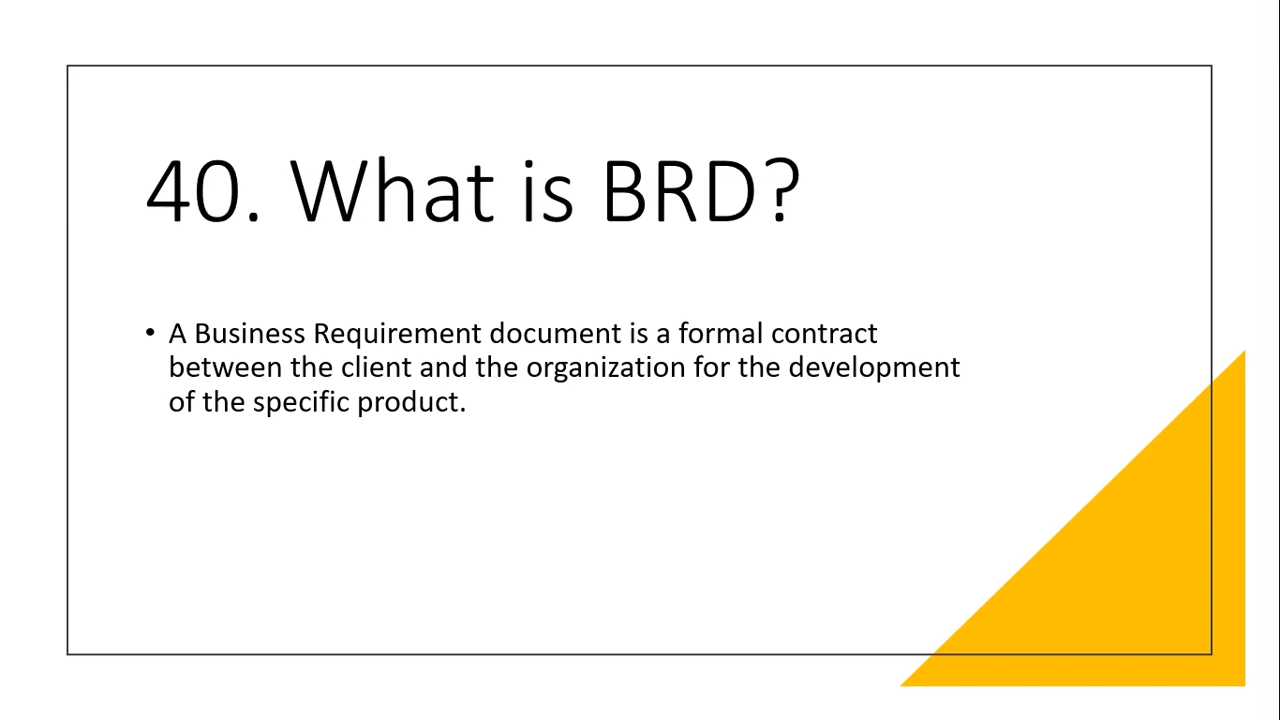 40. What is BRD?
• A Business Requirement document is a formal contract
between the client and the organization for the development
of the specific product.